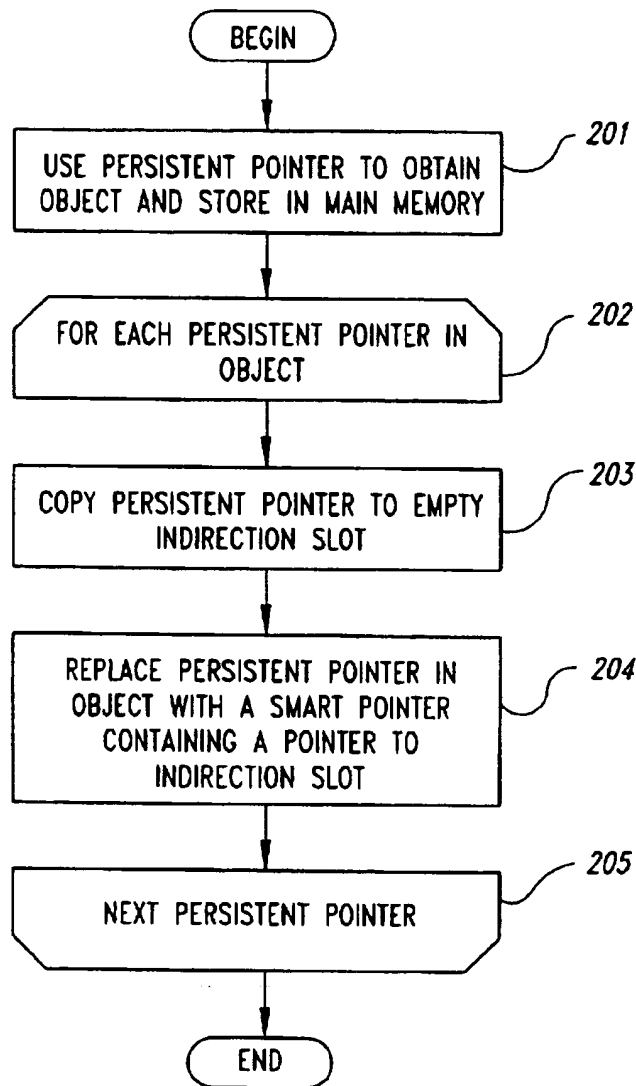 BEGIN
201
USE PERSISTENT POINTER TO OBTAIN
OBJECT AND STORE IN MAIN MEMORY
202
FOR EACH PERSISTENT POINTER IN
OBJECT
203
COPY PERSISTENT POINTER TO EMPTY
INDIRECTION SLOT
204
REPLACE PERSISTENT POINTER IN
OBJECT WITH A SMART POINTER
CONTAINING A POINTER TO
INDIRECTION SLOT
205
NEXT PERSISTENT POINTER
END